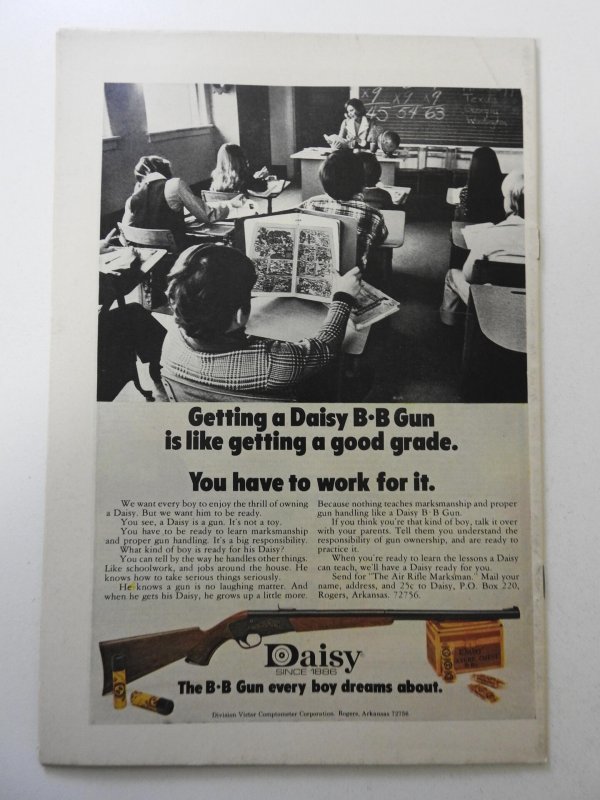 x9 x7 x9
45 54 63
Texas
Georgia
Getting a Daisy B·B Gun
is like getting a good grade.
You have to work for it.
We want every boy to enjoy the thrill of owning
a Daisy. But we want him to be ready.
You see, a Daisy is a gun. It's not a toy.
You have to be ready to learn marksmanship
and proper gun handling. It's a big responsibility.
What kind of boy is ready for his Daisy?
You can tell by the way he handles other things.
Like schoolwork, and jobs around the house. He
knows how to take serious things seriously.
He knows a gun is no laughing matter. And
when he gets his Daisy, he grows up a little more.
Because nothing teaches marksmanship and proper
gun handling like a Daisy B·B Gun.
If you think you're that kind of boy, talk it over
with your parents. Tell them you understand the
responsibility of gun ownership, and are ready to
practice it.
When you're ready to learn the lessons a Daisy
can teach, we'll have a Daisy ready for you.
Send for "The Air Rifle Marksman." Mail your
name, address, and 25¢ to Daisy, P.O. Box 220,
Rogers, Arkansas. 72756.
Daisy
SINCE 1886
The B·B Gun every boy dreams about.
Division Victor Comptometer Corporation. Rogers, Arkansas 72756